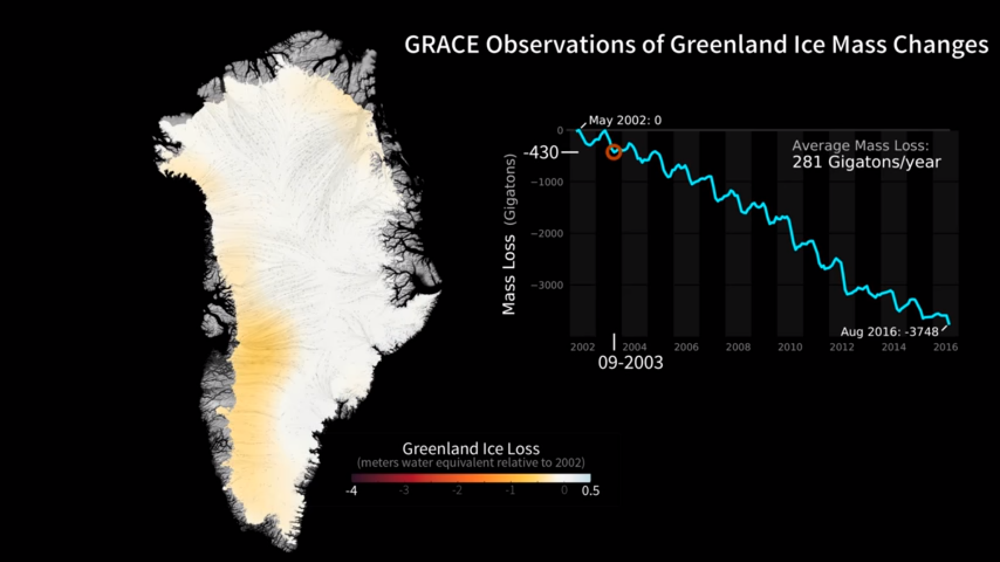 GRACE Observations of Greenland Ice Mass Changes
May 2002: 0
0
-430
Average Mass Loss:
281 Gigatons/year
−1000
−2000
−3000
Mass Loss (Gigatons)
Aug 2016: -3748
2002 2004 2006 2008 2010 2012 2014 2016
09-2003
Greenland Ice Loss
(meters water equivalent relative to 2002)
-4 -3 -2 -1 0 0.5